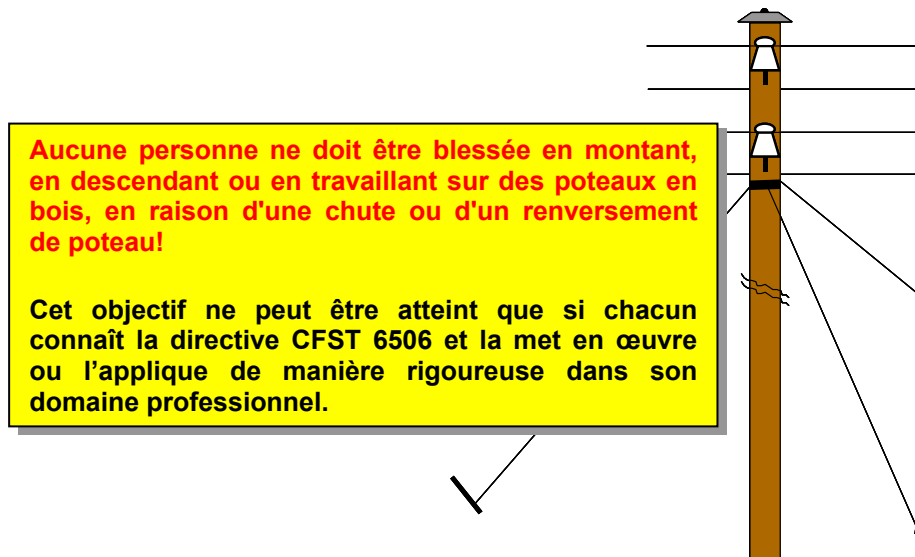 Aucune personne ne doit être blessée en montant,
en descendant ou en travaillant sur des poteaux en
bois, en raison d'une chute ou d'un renversement
de poteau!
Cet objectif ne peut être atteint que si chacun
connaît la directive CFST 6506 et la met en œuvre
ou l’applique de manière rigoureuse dans son
domaine professionnel.